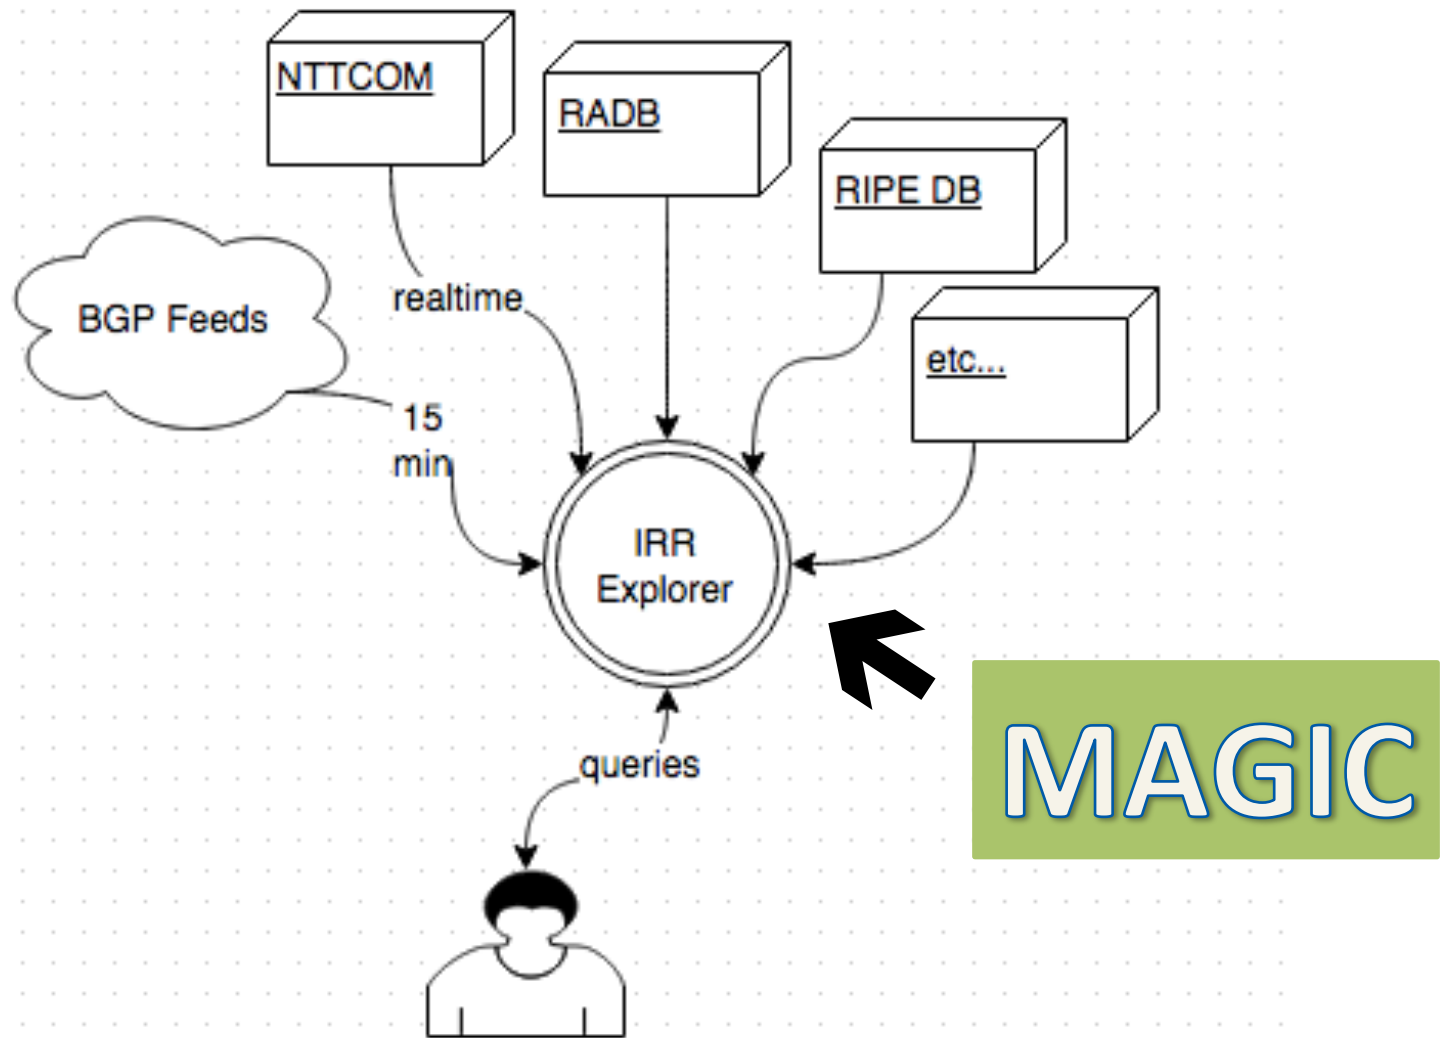 NTTCOM
RADB
RIPE DB
etc...
BGP Feeds
realtime
15
min
IRR
Explorer
queries
MAGIC